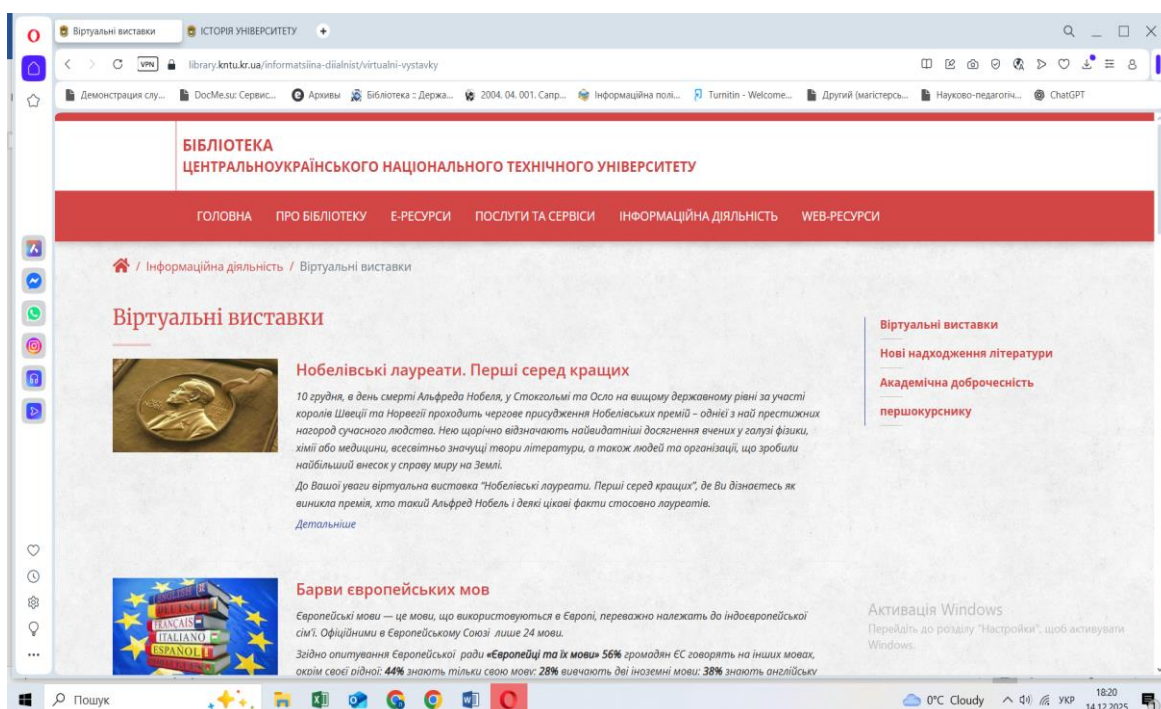 Віртуальні виставки
ІСТОРІЯ УНІВЕРСИТЕТУ
VPN
library.kntu.kr.ua/informatsiina-diialnist/virtualni-vystavky
Демонстрация слу...
DocMe.su: Сервис...
Архивы
Бібліотека :: Держа...
2004. 04. 001. Сапр...
Інформаційна полі...
Turnitin - Welcome...
Другий (магістерсь...
Науково-педагогіч...
ChatGPT
БІБЛІОТЕКА
ЦЕНТРАЛЬНОУКРАЇНСЬКОГО НАЦІОНАЛЬНОГО ТЕХНІЧНОГО УНІВЕРСИТЕТУ
ГОЛОВНА ПРО БІБЛІОТЕКУ Е-РЕСУРСИ ПОСЛУГИ ТА СЕРВІСИ ІНФОРМАЦІЙНА ДІЯЛЬНІСТЬ WEB-РЕСУРСИ
/ Інформаційна діяльність / Віртуальні виставки
Віртуальні виставки
Нобелівські лауреати. Перші серед кращих
10 грудня, в день смерті Альфреда Нобеля, у Стокгольмі та Осло на вищому державному рівні за участі
королів Швеції та Норвегії проходить чергове присудження Нобелівських премій – однієї з най престижних
нагород сучасного людства. Нею щорічно відзначають найвидатніші досягнення вчених у галузі фізики,
хімії або медицини, всесвітньо значущі твори літератури, а також людей та організації, що зробили
найбільший внесок у справу миру на Землі.
До Вашої уваги віртуальна виставка "Нобелівські лауреати. Перші серед кращих", де Ви дізнаєтесь як
виникла премія, хто такий Альфред Нобель і деякі цікаві факти стосовно лауреатів.
Детальніше
Віртуальні виставки
Нові надходження літератури
Академічна доброчесність
першокурснику
DEUTSCH
FRANÇAIS
ITALIANO
ESPAÑOL
Барви європейських мов
Європейські мови — це мови, що використовуються в Європі, переважно належать до індоєвропейської
сім'ї. Офіційними в Європейському Союзі лише 24 мови.
Згідно опитування Європейської ради «Європейці та їх мови» 56% громадян ЄС говорять на інших мовах,
окрім своєї рідної; 44% знають тільки свою мову; 28% вивчають дві іноземні мови; 38% знають англійську
Активація Windows
Перейдіть до розділу "Настройки", щоб активувати
Windows.
Пошук
0°C Cloudy
УКР
18:20
14.12.2025